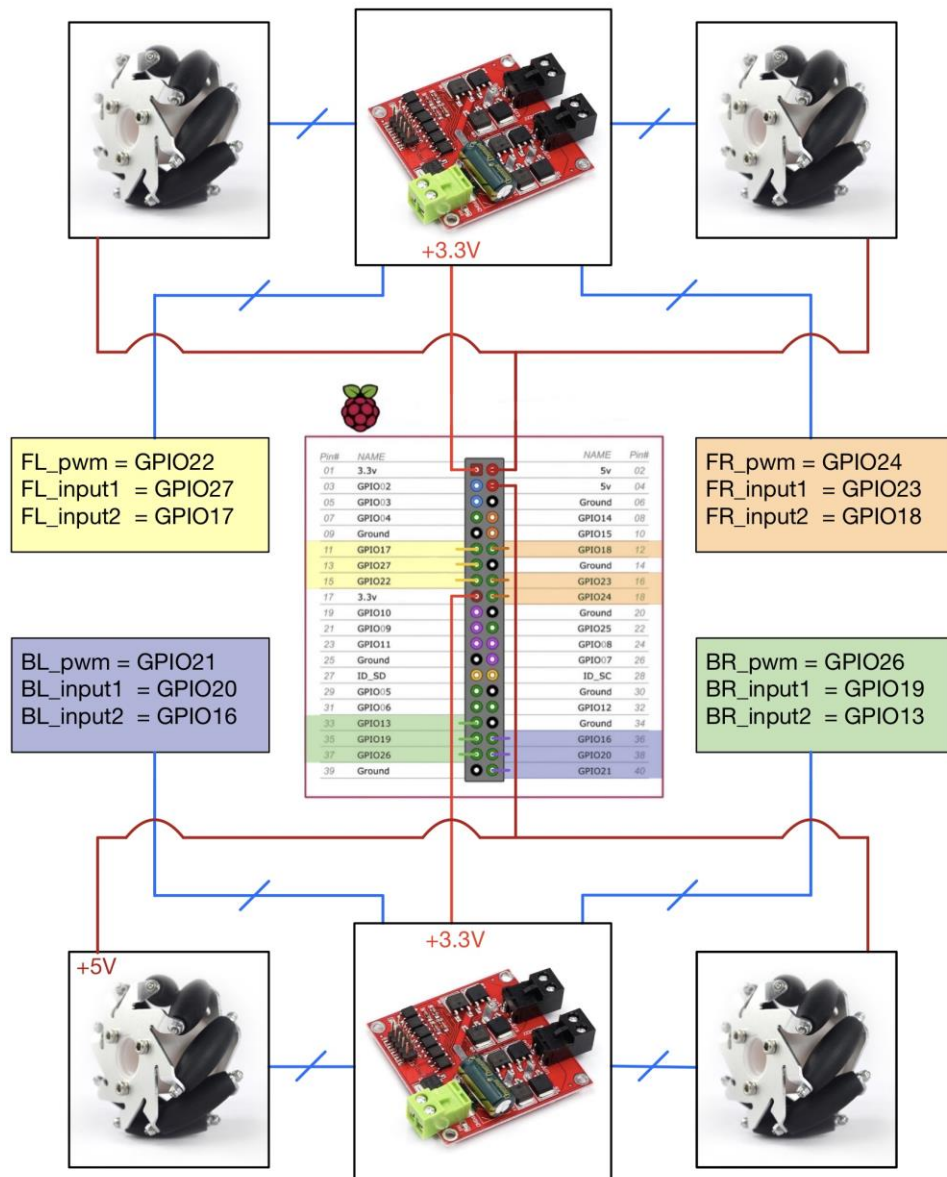 +3.3V
FL_pwm = GPIO22
FL_input1 = GPIO27
FL_input2 = GPIO17
FR_pwm = GPIO24
FR_input1 = GPIO23
FR_input2 = GPIO18
Pin# NAME NAME Pin#
01 3.3v 5v 02
03 GPIO02 5v 04
05 GPIO03 Ground 06
07 GPIO04 GPIO14 08
09 Ground GPIO15 10
11 GPIO17 GPIO18 12
13 GPIO27 Ground 14
15 GPIO22 GPIO23 16
17 3.3v GPIO24 18
19 GPIO10 Ground 20
21 GPIO09 GPIO25 22
23 GPIO11 GPIO08 24
25 Ground GPIO07 26
27 ID_SD ID_SC 28
29 GPIO05 Ground 30
31 GPIO06 GPIO12 32
33 GPIO13 Ground 34
35 GPIO19 GPIO16 36
37 GPIO26 GPIO20 38
39 Ground GPIO21 40
BL_pwm = GPIO21
BL_input1 = GPIO20
BL_input2 = GPIO16
BR_pwm = GPIO26
BR_input1 = GPIO19
BR_input2 = GPIO13
+3.3V
+5V